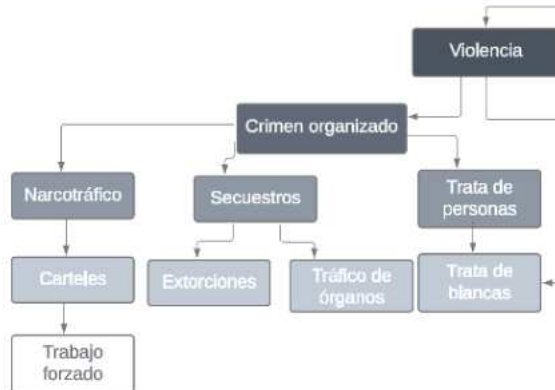 Violencia
Crimen organizado
Narcotráfico
Secuestros
Trata de
personas
Carteles
Extorciones
Tráfico de
órganos
Trata de
blancas
Trabajo
forzado